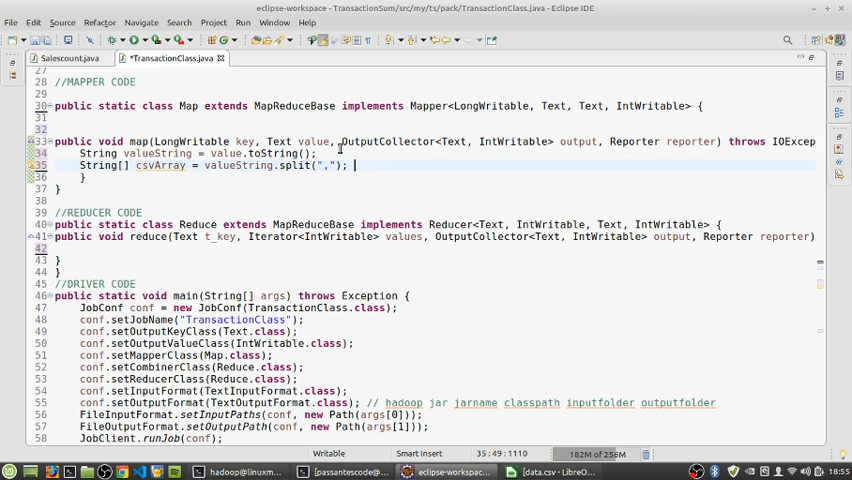 eclipse-workspace - TransactionSum/src/my/ts/pack/TransactionClass.java - Eclipse IDE
File Edit Source Refactor Navigate Search Project Run Window Help
Salescount.java *TransactionClass.java
27
28 //MAPPER CODE
29
30 public static class Map extends MapReduceBase implements Mapper<LongWritable, Text, Text, IntWritable> {
31
32
33 public void map(LongWritable key, Text value, OutputCollector<Text, IntWritable> output, Reporter reporter) throws IOExcep
34 String valueString = value.toString();
35 String[] csvArray = valueString.split(",");
36 }
37 }
38
39 //REDUCER CODE
40 public static class Reduce extends MapReduceBase implements Reducer<Text, IntWritable, Text, IntWritable> {
41 public void reduce(Text t_key, Iterator<IntWritable> values, OutputCollector<Text, IntWritable> output, Reporter reporter)
42
43 }
44 }
45 //DRIVER CODE
46 public static void main(String[] args) throws Exception {
47 JobConf conf = new JobConf(TransactionClass.class);
48 conf.setJobName("TransactionClass");
49 conf.setOutputKeyClass(Text.class);
50 conf.setOutputValueClass(IntWritable.class);
51 conf.setMapperClass(Map.class);
52 conf.setCombinerClass(Reduce.class);
53 conf.setReducerClass(Reduce.class);
54 conf.setInputFormat(TextInputFormat.class);
55 conf.setOutputFormat(TextOutputFormat.class); // hadoop jar jarname classpath inputfolder outputfolder
56 FileInputFormat.setInputPaths(conf, new Path(args[0]));
57 FileOutputFormat.setOutputPath(conf, new Path(args[1]));
58 JobClient.runJob(conf);
Writable Smart Insert 35 : 49 : 1110 182M of 256M
hadoop@linuxm... [passantescode@... eclipse-workspac... [data.csv - LibreO... 18:55